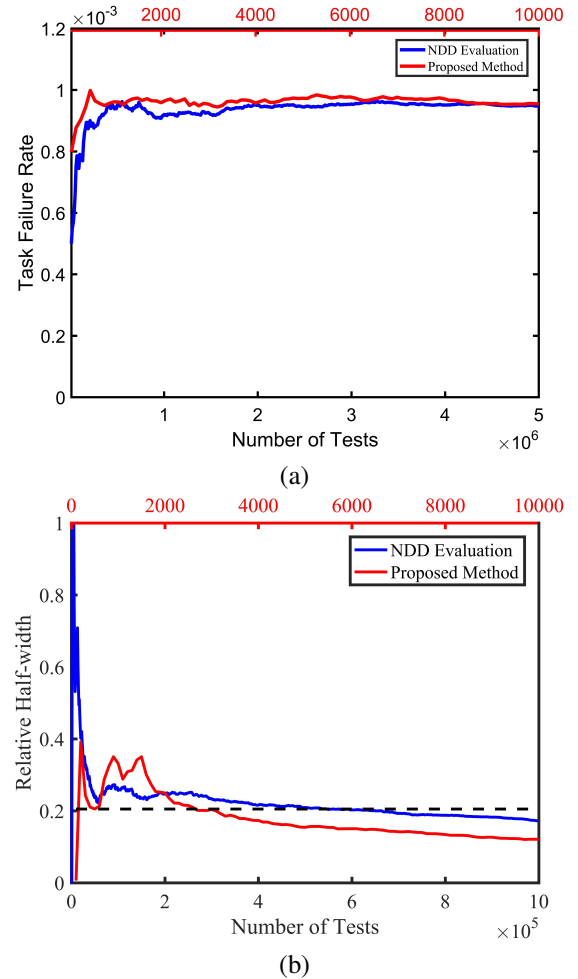 0 2000 4000 6000 8000 10000
×10^-3
1.2
1
0.8
0.6
0.4
0.2
0
Task Failure Rate
NDD Evaluation
Proposed Method
1 2 3 4 5
Number of Tests
×10^6
(a)
0 2000 4000 6000 8000 10000
1
0.8
0.6
0.4
0.2
0
Relative Half-width
NDD Evaluation
Proposed Method
0 2 4 6 8 10
Number of Tests
×10^5
(b)